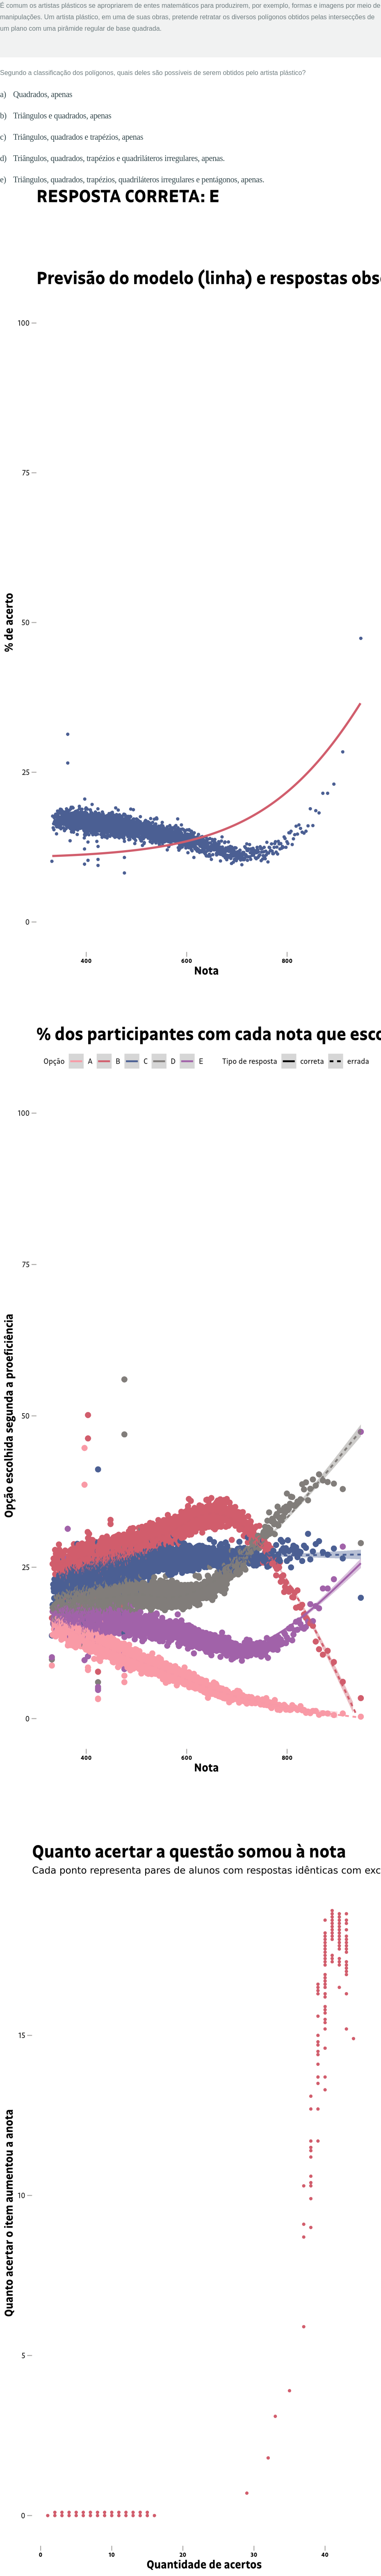 É comum os artistas plásticos se apropriarem de entes matemáticos para produzirem, por exemplo, formas e imagens por meio de
manipulações. Um artista plástico, em uma de suas obras, pretende retratar os diversos polígonos obtidos pelas intersecções de
um plano com uma pirâmide regular de base quadrada.
Segundo a classificação dos polígonos, quais deles são possíveis de serem obtidos pelo artista plástico?
a) Quadrados, apenas
b) Triângulos e quadrados, apenas
c) Triângulos, quadrados e trapézios, apenas
d) Triângulos, quadrados, trapézios e quadriláteros irregulares, apenas.
e) Triângulos, quadrados, trapézios, quadriláteros irregulares e pentágonos, apenas.
RESPOSTA CORRETA: E
Previsão do modelo (linha) e respostas obs
100
75
50
25
0
% de acerto
400 600 800
Nota
% dos participantes com cada nota que esco
Opção A B C D E Tipo de resposta correta errada
100
75
50
25
0
Opção escolhida segunda a proeficiência
400 600 800
Nota
Quanto acertar a questão somou à nota
Cada ponto representa pares de alunos com respostas idênticas com exc
15
10
5
0
Quanto acertar o item aumentou a anota
0 10 20 30 40
Quantidade de acertos